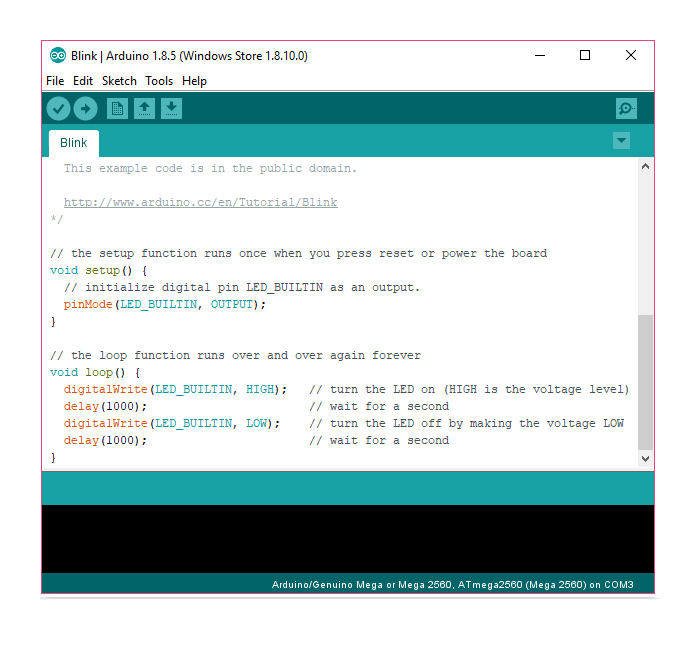 Blink | Arduino 1.8.5 (Windows Store 1.8.10.0)
File Edit Sketch Tools Help
Blink
This example code is in the public domain.
http://www.arduino.cc/en/Tutorial/Blink
*/
// the setup function runs once when you press reset or power the board
void setup() {
  // initialize digital pin LED_BUILTIN as an output.
  pinMode(LED_BUILTIN, OUTPUT);
}
// the loop function runs over and over again forever
void loop() {
  digitalWrite(LED_BUILTIN, HIGH);   // turn the LED on (HIGH is the voltage level)
  delay(1000);                       // wait for a second
  digitalWrite(LED_BUILTIN, LOW);    // turn the LED off by making the voltage LOW
  delay(1000);                       // wait for a second
}
Arduino/Genuino Mega or Mega 2560, ATmega2560 (Mega 2560) on COM3